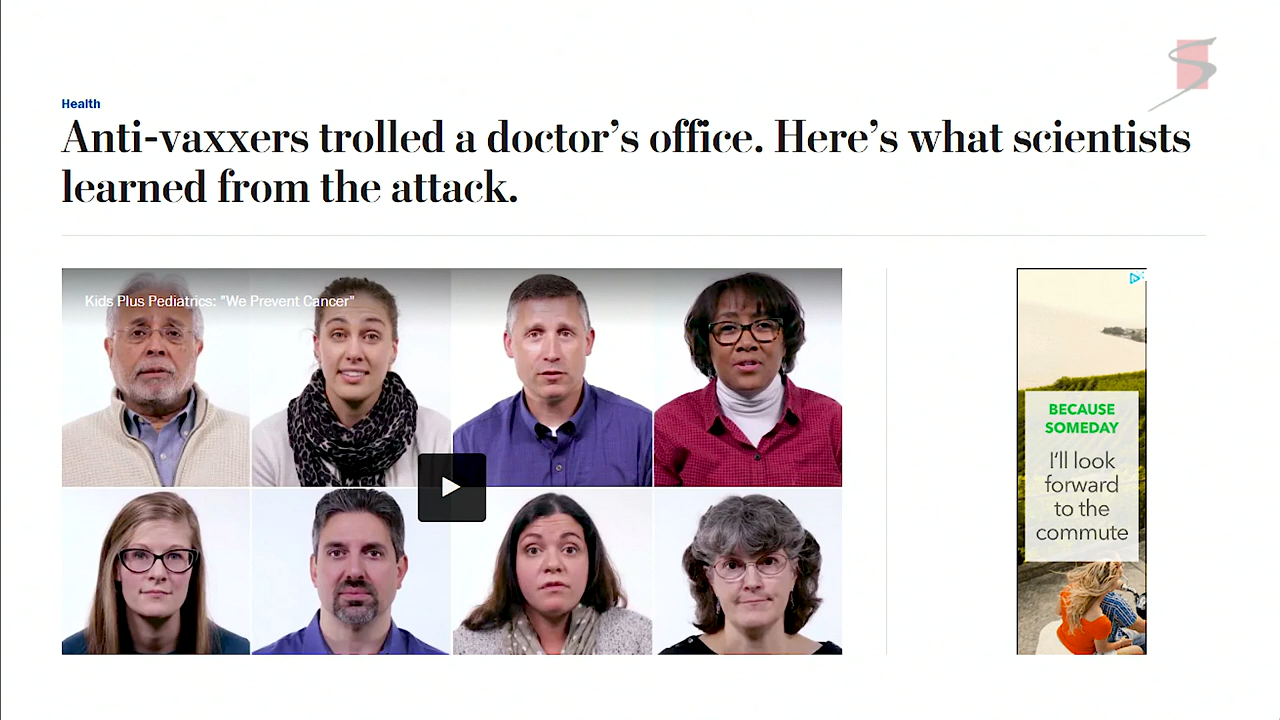 Health
Anti-vaxxers trolled a doctor's office. Here's what scientists
learned from the attack.
Kids Plus Pediatrics: "We Prevent Cancer"
BECAUSE
SOMEDAY
I'll look
forward
to the
commute